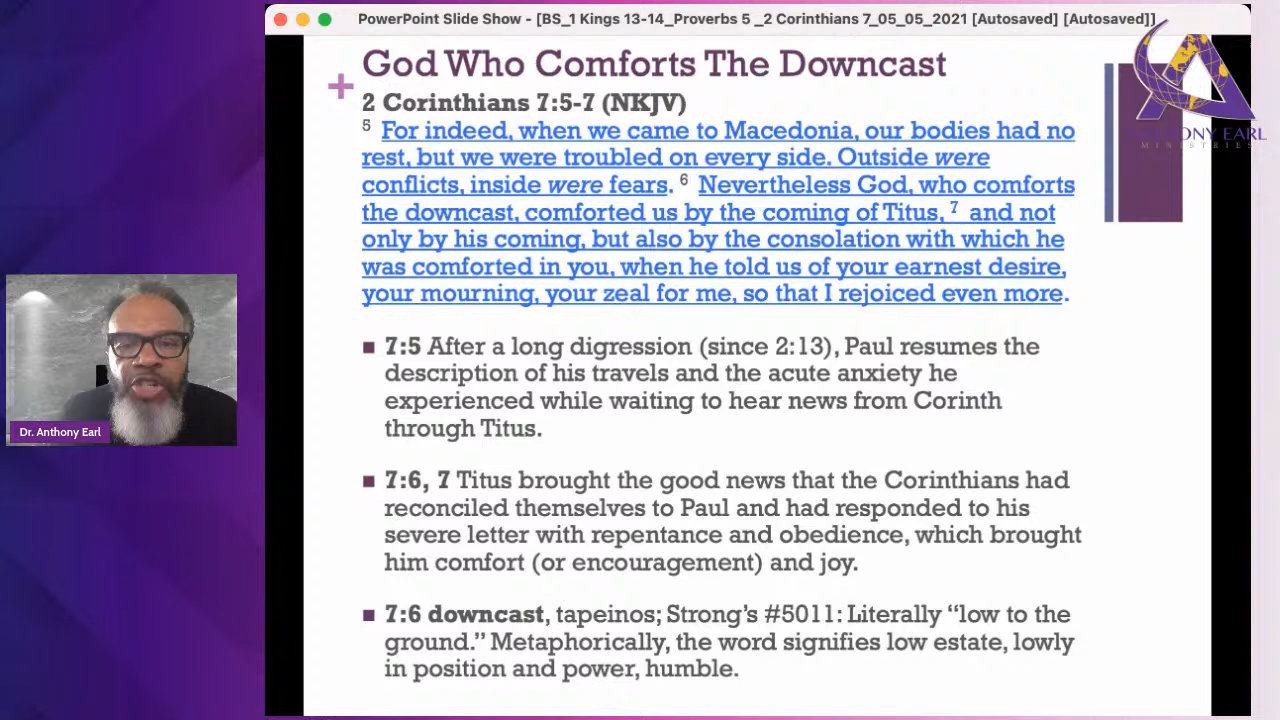 PowerPoint Slide Show - [BS_1 Kings 13-14_Proverbs 5 _2 Corinthians 7_05_05_2021 [Autosaved] [Autosaved]]
God Who Comforts The Downcast
2 Corinthians 7:5-7 (NKJV)
5 For indeed, when we came to Macedonia, our bodies had no
rest, but we were troubled on every side. Outside were
conflicts, inside were fears. 6 Nevertheless God, who comforts
the downcast, comforted us by the coming of Titus, 7 and not
only by his coming, but also by the consolation with which he
was comforted in you, when he told us of your earnest desire,
your mourning, your zeal for me, so that I rejoiced even more.
■ 7:5 After a long digression (since 2:13), Paul resumes the
description of his travels and the acute anxiety he
experienced while waiting to hear news from Corinth
through Titus.
■ 7:6, 7 Titus brought the good news that the Corinthians had
reconciled themselves to Paul and had responded to his
severe letter with repentance and obedience, which brought
him comfort (or encouragement) and joy.
■ 7:6 downcast, tapeinos; Strong's #5011: Literally “low to the
ground.” Metaphorically, the word signifies low estate, lowly
in position and power, humble.
ANTHONY EARL
MINISTRIES
Dr. Anthony Earl